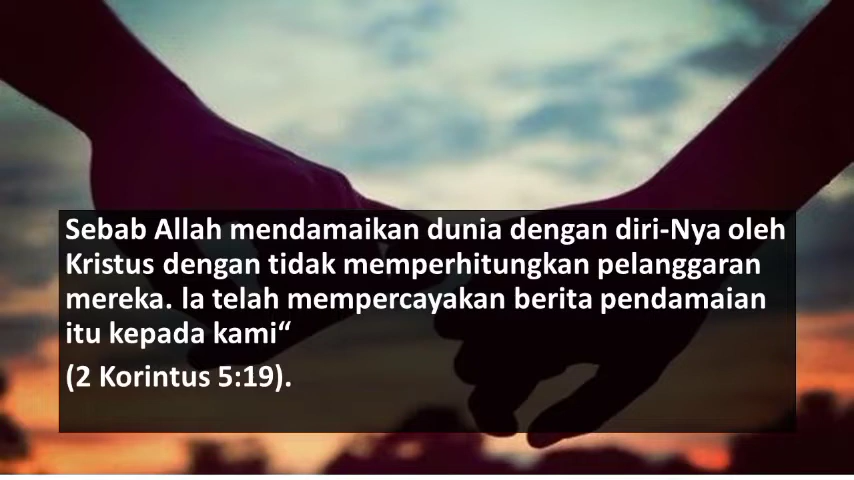 Sebab Allah mendamaikan dunia dengan diri-Nya oleh
Kristus dengan tidak memperhitungkan pelanggaran
mereka. la telah mempercayakan berita pendamaian
itu kepada kami“
(2 Korintus 5:19).